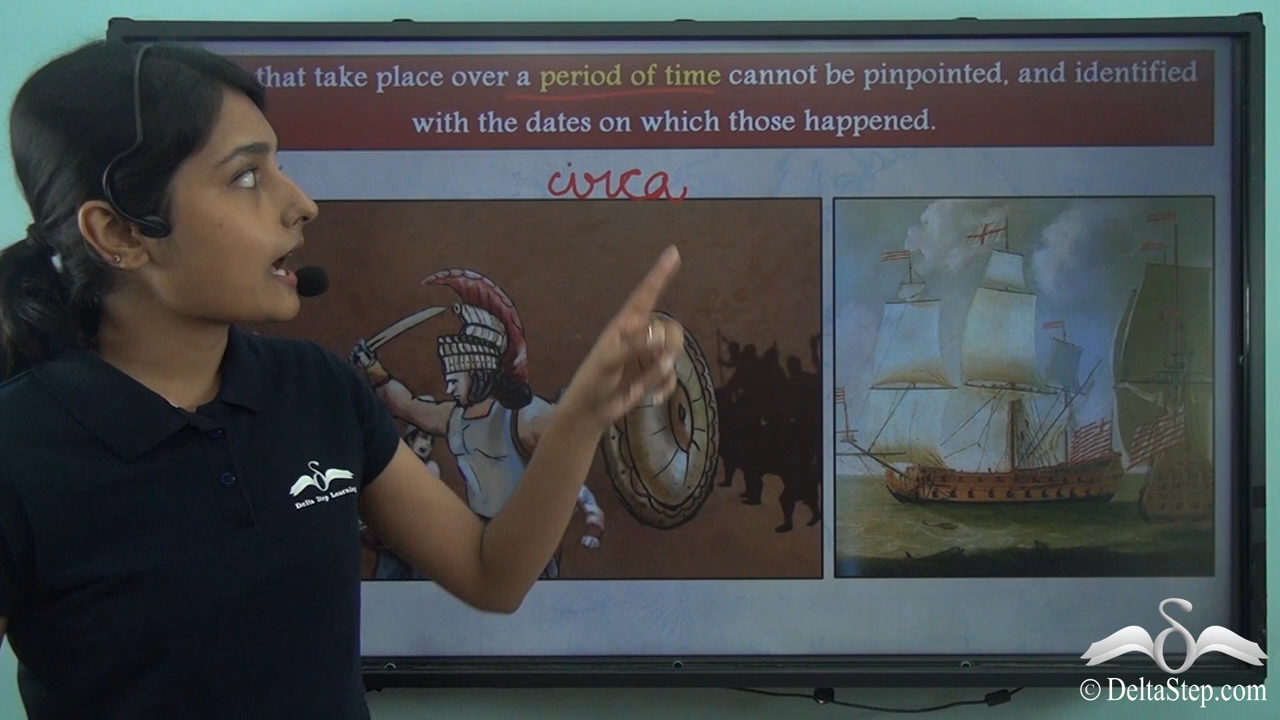 that take place over a period of time cannot be pinpointed, and identified
with the dates on which those happened.
circa
Delta Step Learning
© DeltaStep.com